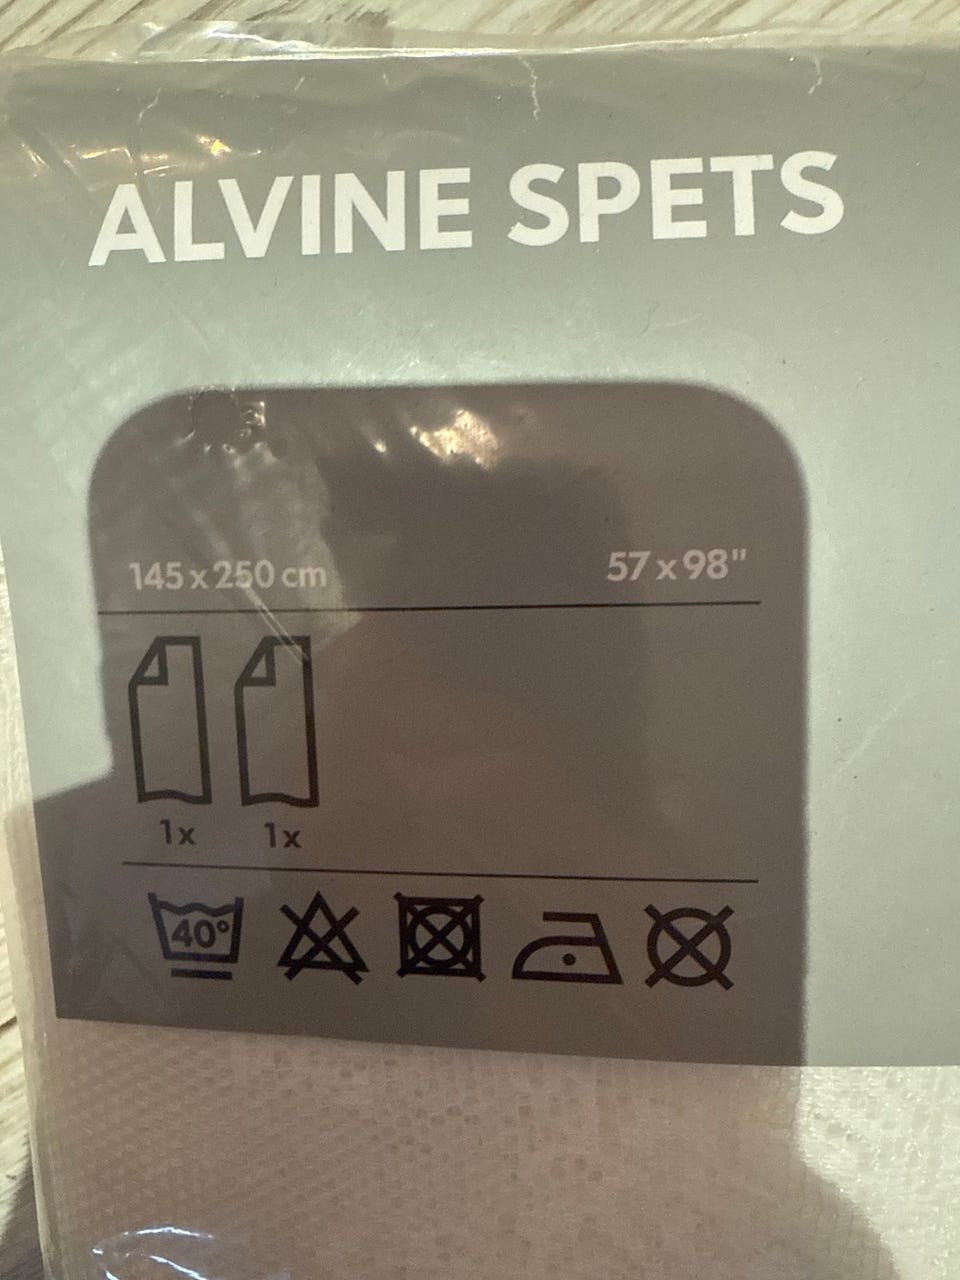 ALVINE SPETS
145 x 250 cm 57 x 98"
1x 1x
40°